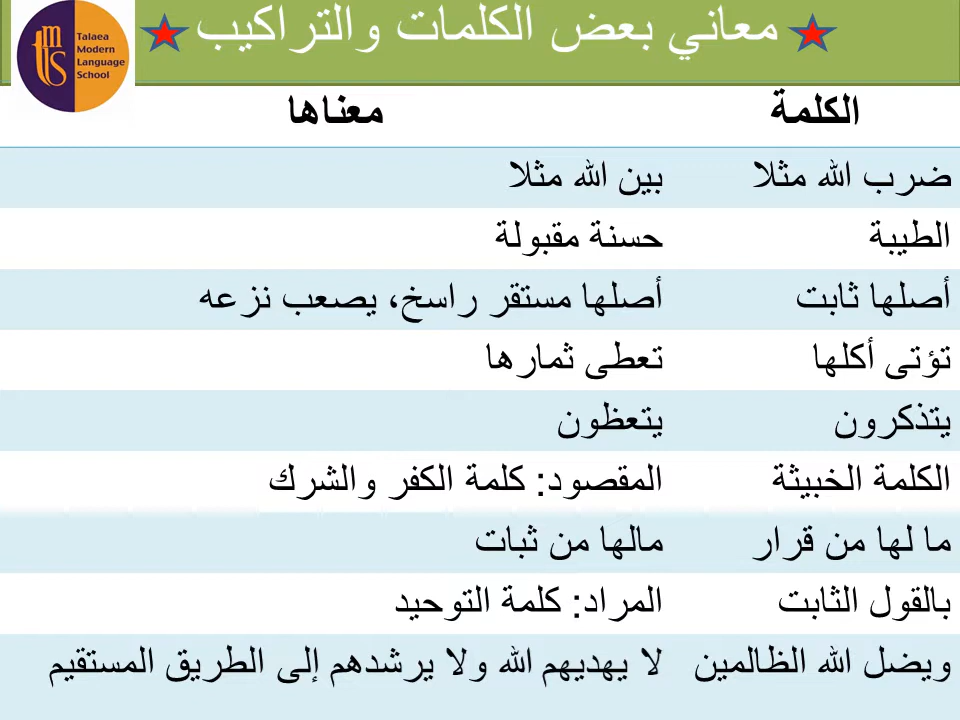 معاني بعض الكلمات والتراكيب
Talaea
Modern
Language
School
tmls
الكلمة معناها
ضرب الله مثلا بين الله مثلا
الطيبة حسنة مقبولة
أصلها ثابت أصلها مستقر راسخ، يصعب نزعه
تؤتى أكلها تعطى ثمارها
يتذكرون يتعظون
الكلمة الخبيثة المقصود: كلمة الكفر والشرك
ما لها من قرار مالها من ثبات
بالقول الثابت المراد: كلمة التوحيد
ويضل الله الظالمين لا يهديهم الله ولا يرشدهم إلى الطريق المستقيم